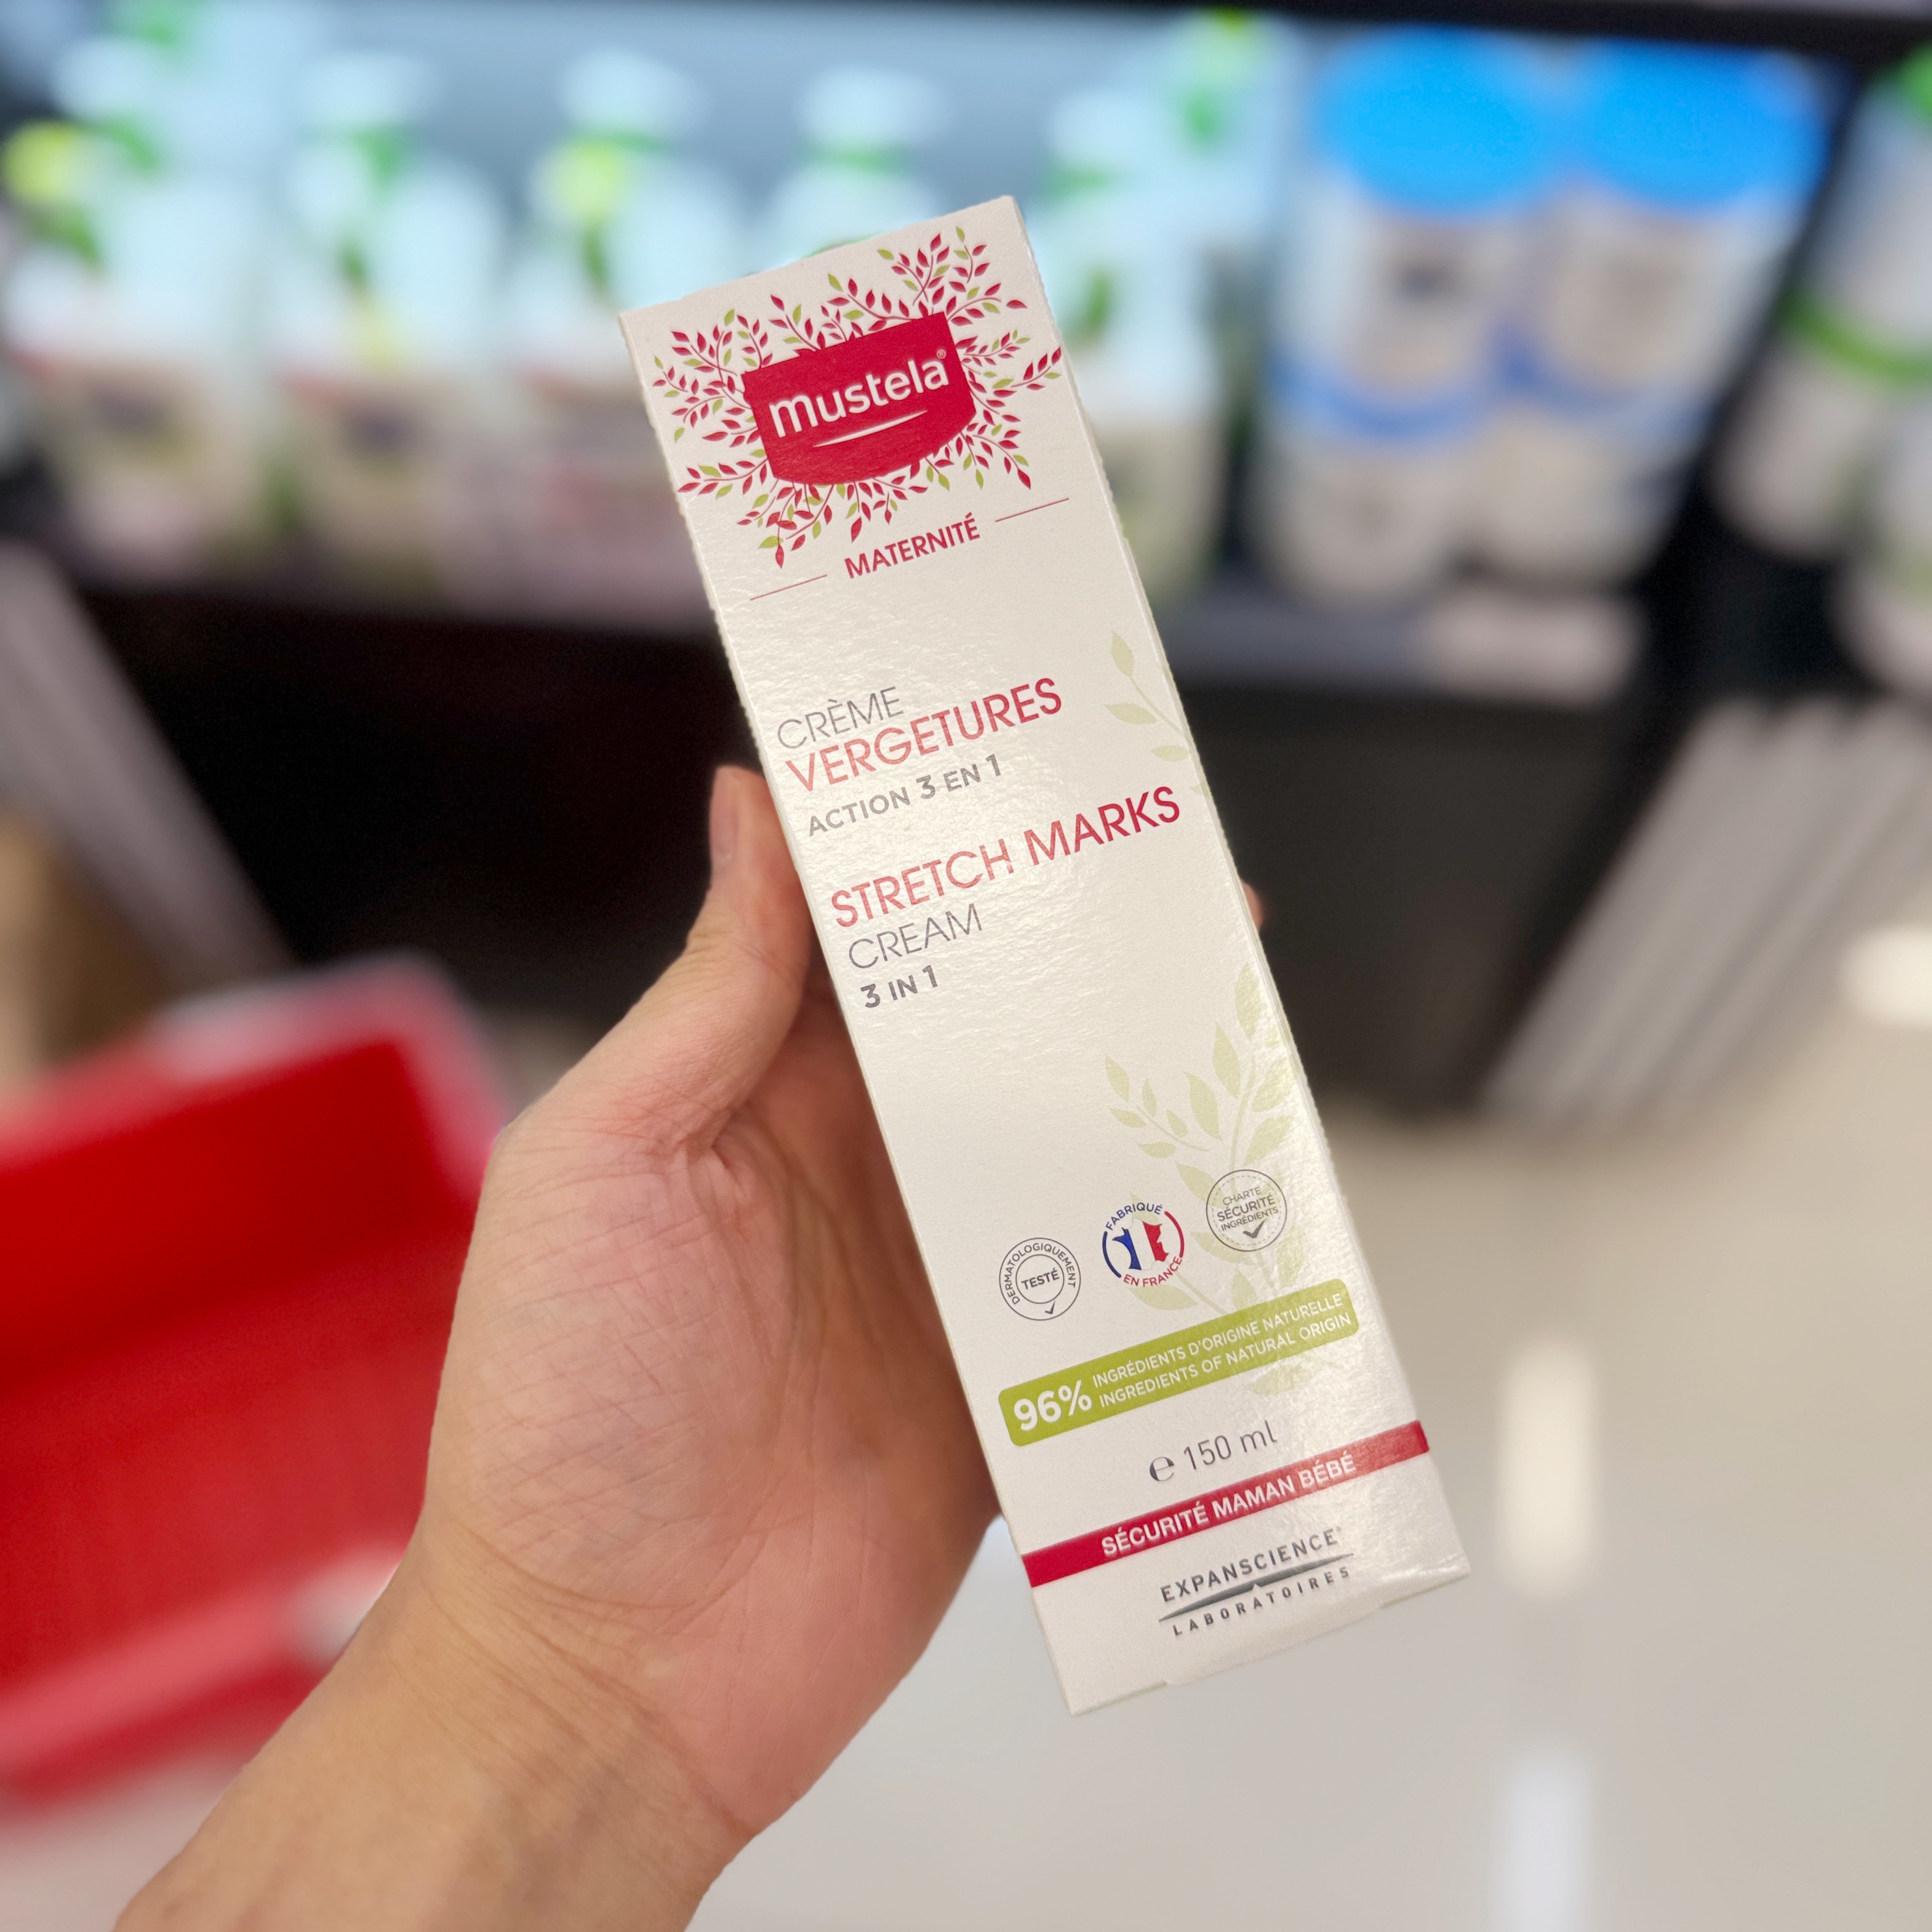 mustela®
MATERNITÉ
CRÈME
VERGETURES
ACTION 3 EN 1
STRETCH MARKS
CREAM
3 IN 1
DERMATOLOGIQUEMENT
TESTÉ
FABRIQUÉ
EN FRANCE
CHARTE
SÉCURITÉ
INGRÉDIENTS
96% INGRÉDIENTS D'ORIGINE NATURELLE
INGREDIENTS OF NATURAL ORIGIN
℮ 150 ml
SÉCURITÉ MAMAN BÉBÉ
EXPANSCIENCE®
LABORATOIRES